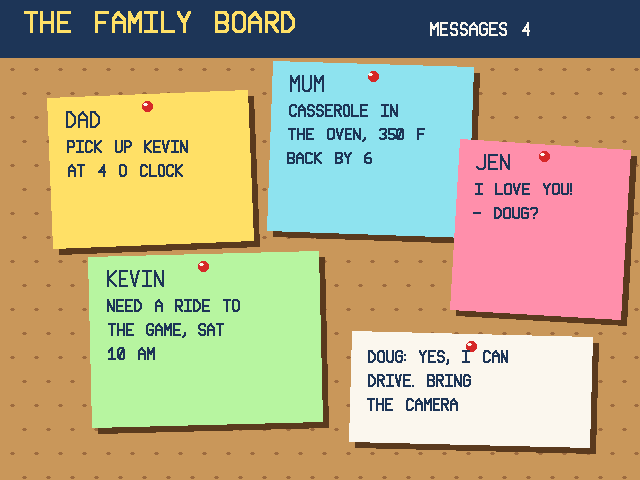 THE FAMILY BOARD
MESSAGES 4
DAD
PICK UP KEVIN
AT 4 O CLOCK
MUM
CASSEROLE IN
THE OVEN, 350 F
BACK BY 6
JEN
I LOVE YOU!
- DOUG?
KEVIN
NEED A RIDE TO
THE GAME, SAT
10 AM
DOUG: YES, I CAN
DRIVE. BRING
THE CAMERA